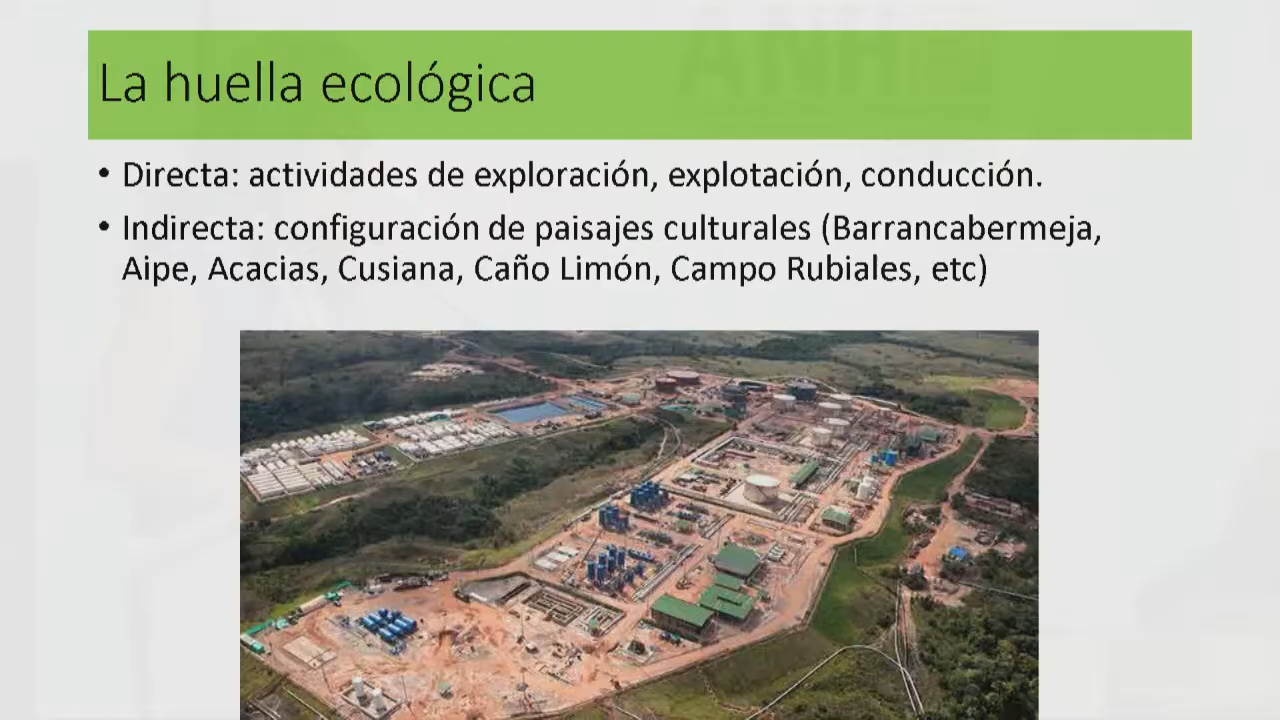 La huella ecológica
• Directa: actividades de exploración, explotación, conducción.
• Indirecta: configuración de paisajes culturales (Barrancabermeja,
Aipe, Acacias, Cusiana, Caño Limón, Campo Rubiales, etc)
ANH